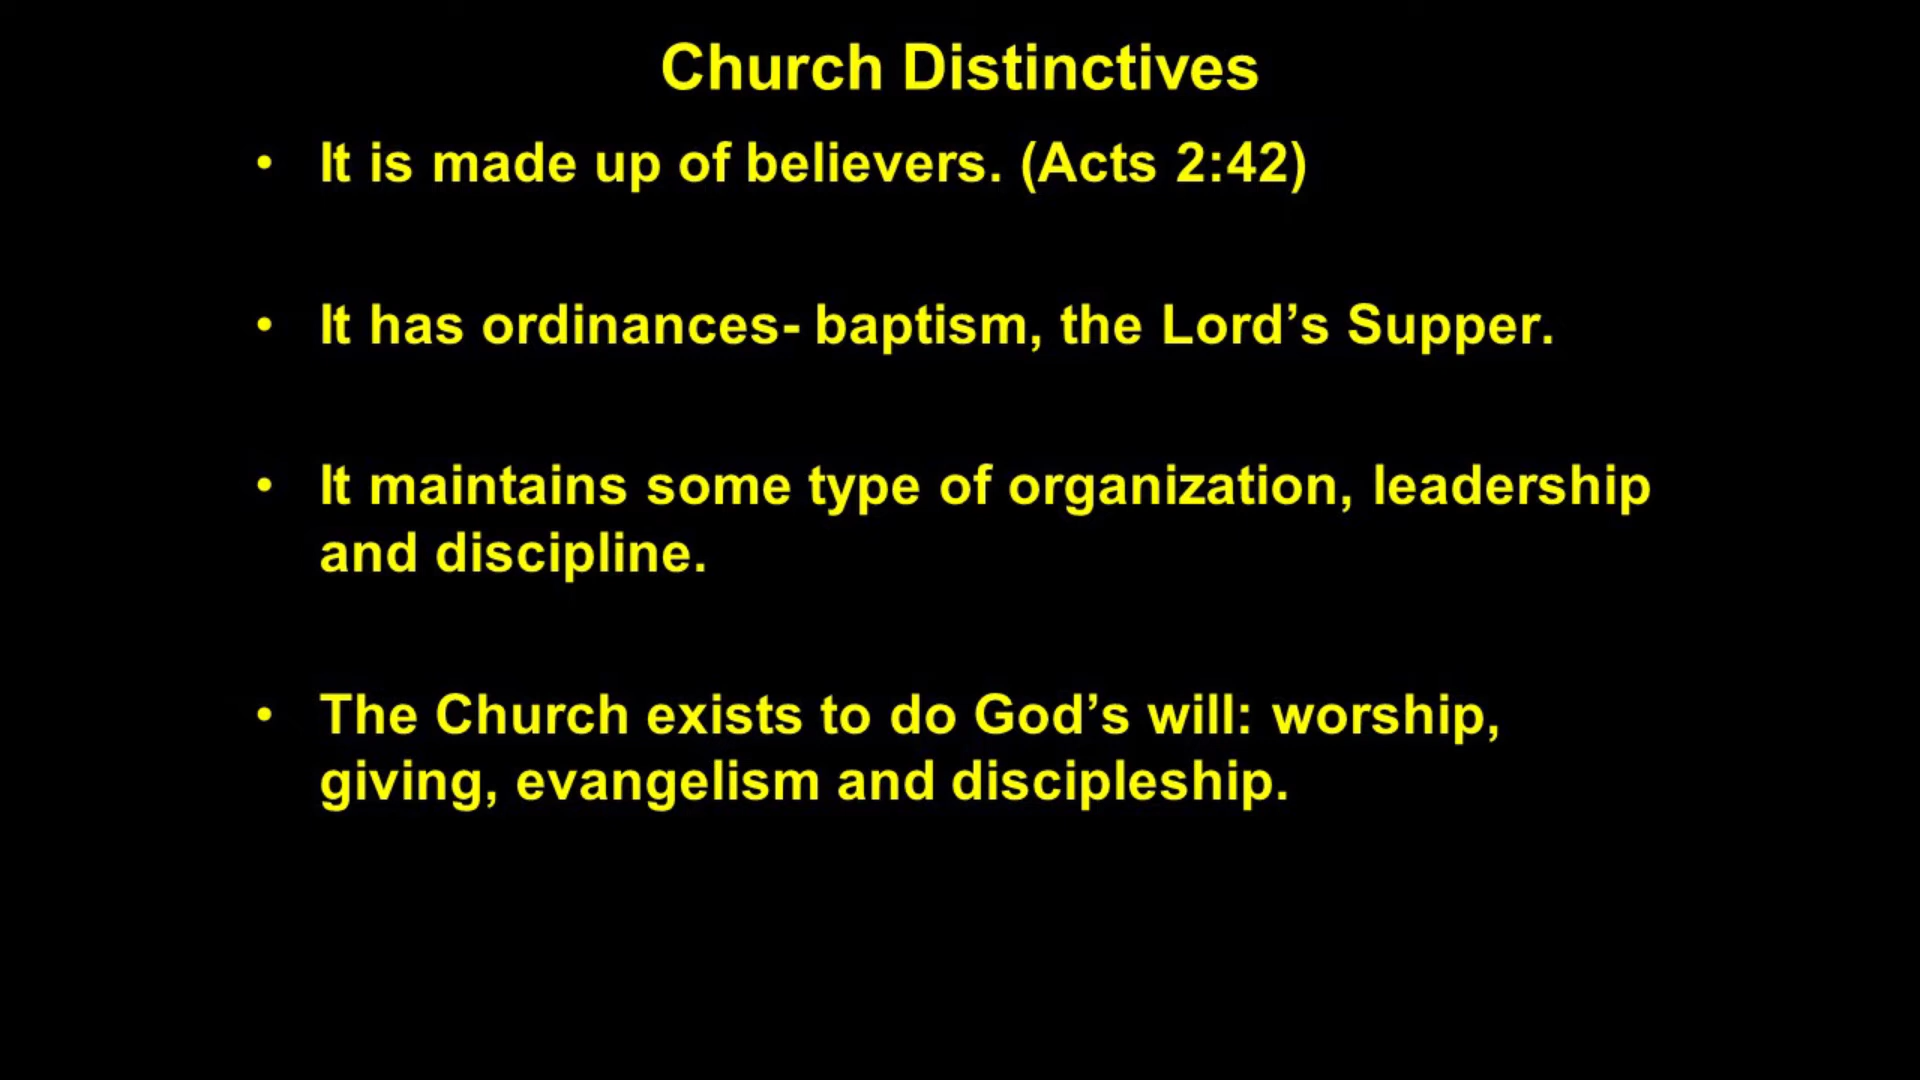 Church Distinctives
• It is made up of believers. (Acts 2:42)
• It has ordinances- baptism, the Lord’s Supper.
• It maintains some type of organization, leadership
and discipline.
• The Church exists to do God’s will: worship,
giving, evangelism and discipleship.